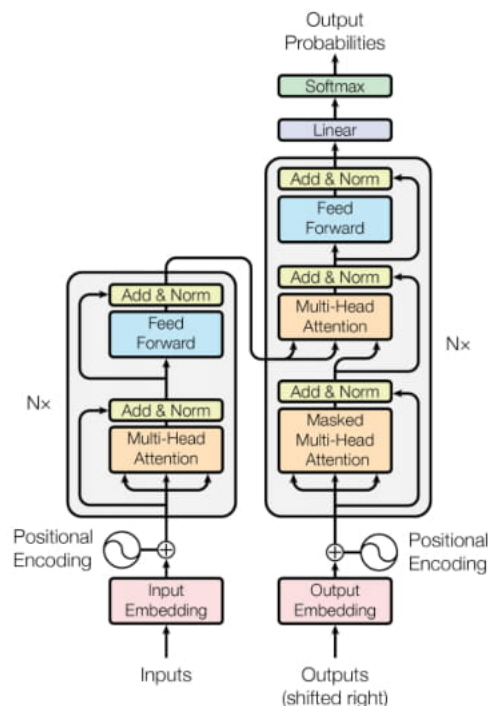 Output
Probabilities
Softmax
Linear
Add & Norm
Feed
Forward
Add & Norm
Multi-Head
Attention
Add & Norm
Masked
Multi-Head
Attention
Nx
Add & Norm
Feed
Forward
Add & Norm
Multi-Head
Attention
Nx
Positional
Encoding
Positional
Encoding
Input
Embedding
Output
Embedding
Inputs
Outputs
(shifted right)